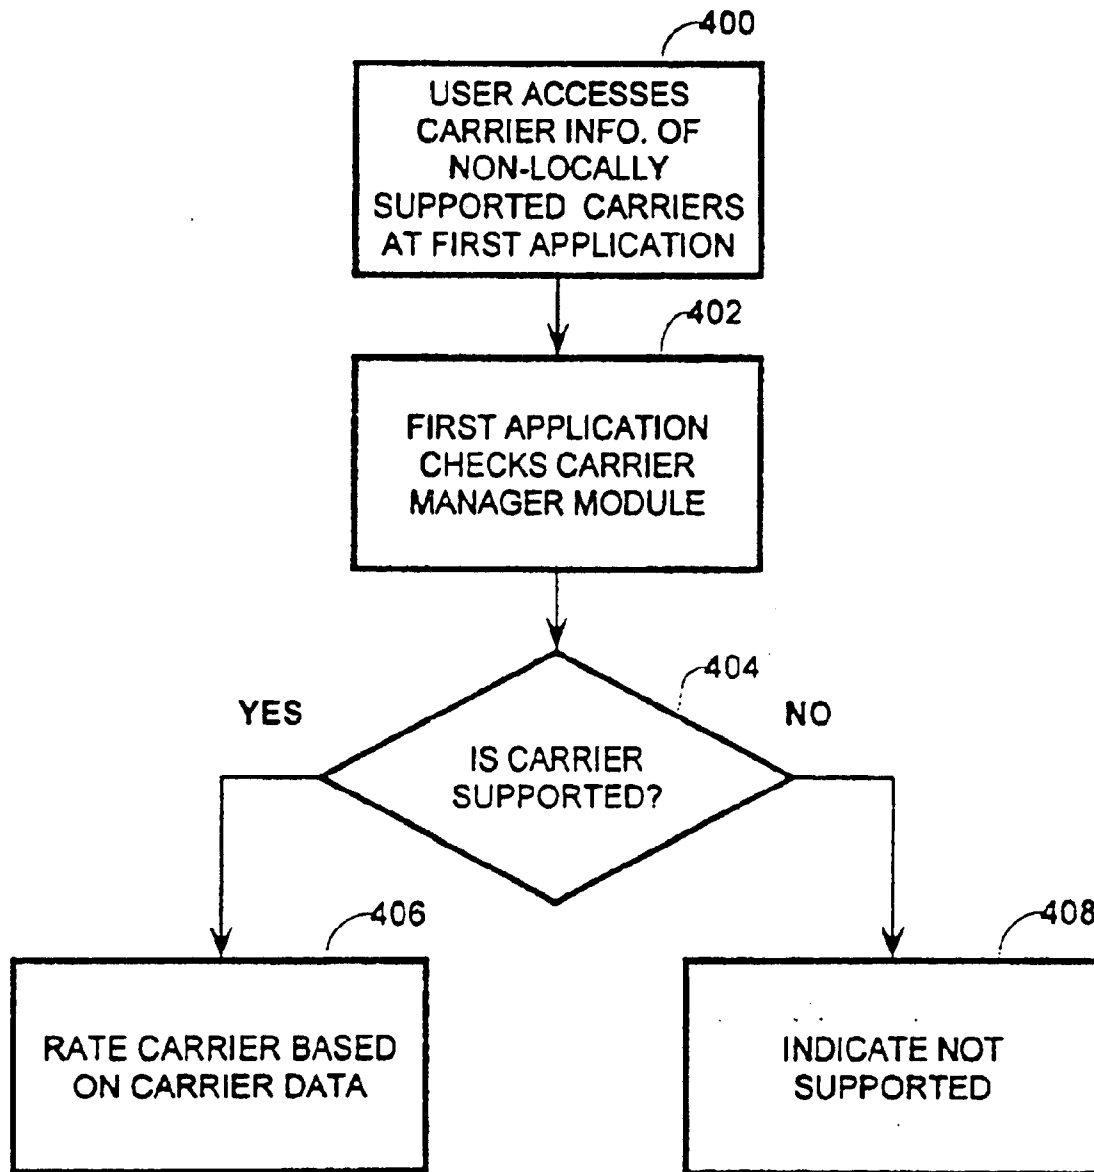 400
USER ACCESSES
CARRIER INFO. OF
NON-LOCALLY
SUPPORTED CARRIERS
AT FIRST APPLICATION
402
FIRST APPLICATION
CHECKS CARRIER
MANAGER MODULE
404
YES
NO
IS CARRIER
SUPPORTED?
406
408
RATE CARRIER BASED
ON CARRIER DATA
INDICATE NOT
SUPPORTED